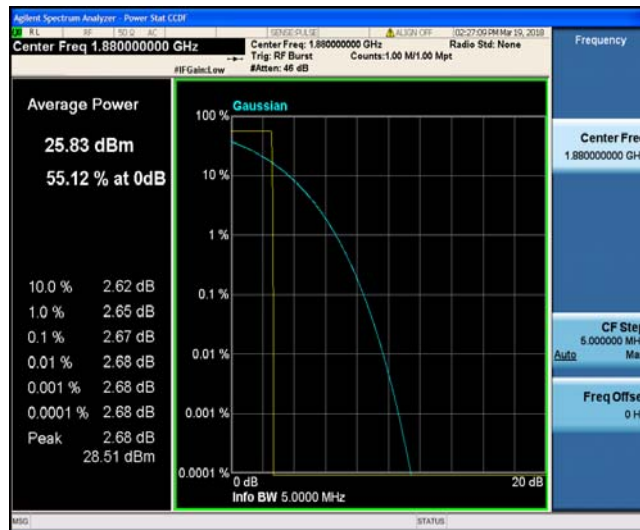 Agilent Spectrum Analyzer - Power Stat CCDF
RL RF 50 Ω AC SENSE:PULSE ALIGN OFF 02:27:09 PM Mar 19, 2018
Center Freq 1.880000000 GHz
Center Freq: 1.880000000 GHz Radio Std: None
Trig: RF Burst Counts:1.00 M/1.00 Mpt
#IFGain:Low #Atten: 46 dB
Frequency
Average Power
25.83 dBm
55.12 % at 0dB
10.0 % 2.62 dB
1.0 % 2.65 dB
0.1 % 2.67 dB
0.01 % 2.68 dB
0.001 % 2.68 dB
0.0001 % 2.68 dB
Peak 2.68 dB
28.51 dBm
Gaussian
100 %
10 %
1 %
0.1 %
0.01 %
0.001 %
0.0001 %
0 dB 20 dB
Info BW 5.0000 MHz
Center Fre
1.880000000 GH
CF Step
5.000000 MH
Auto Ma
Freq Offse
0 H
MSG STATUS